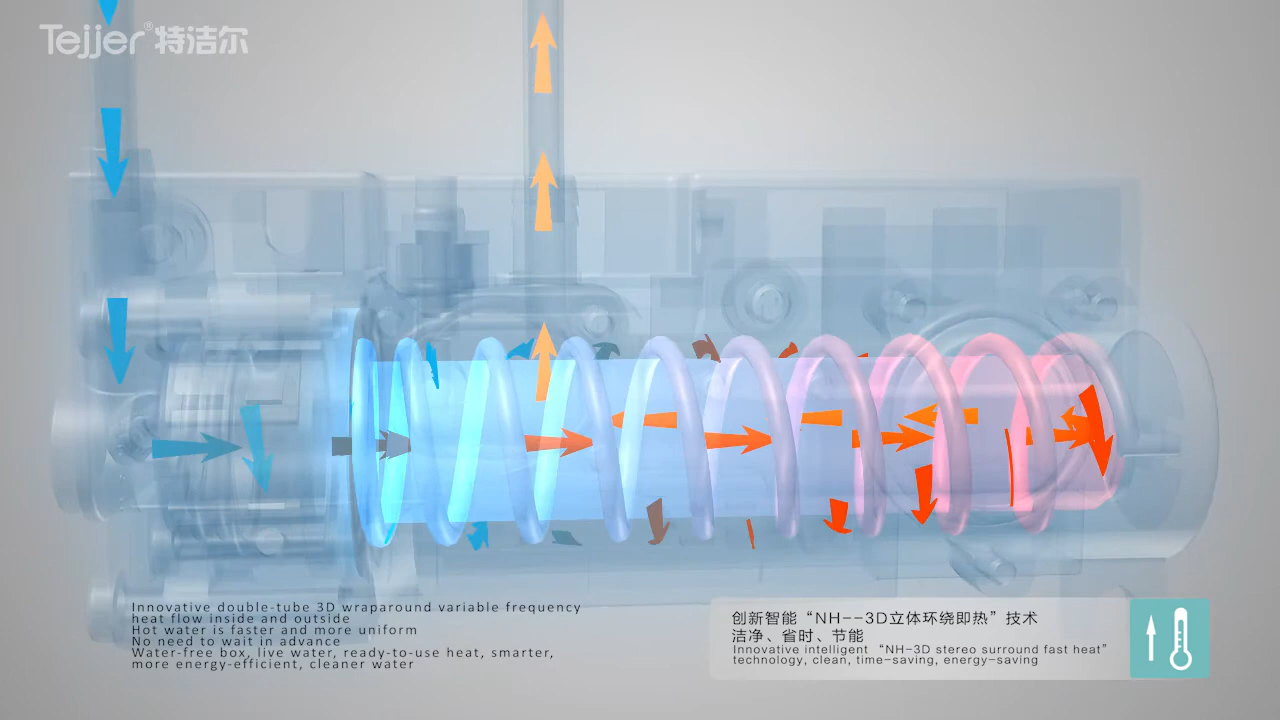 Tejjer®特洁尔
Innovative double-tube 3D wraparound variable frequency
heat flow inside and outside
Hot water is faster and more uniform
No need to wait in advance
Water-free box, live water, ready-to-use heat, smarter,
more energy-efficient, cleaner water
创新智能“NH--3D立体环绕即热”技术
洁净、省时、节能
Innovative intelligent “NH-3D stereo surround fast heat”
technology, clean, time-saving, energy-saving